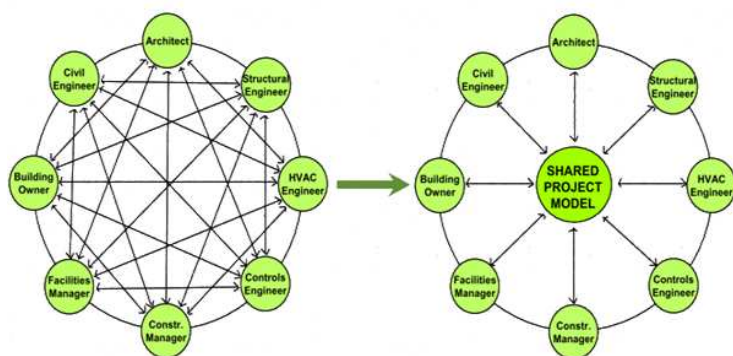 Architect
Civil
Engineer
Structural
Engineer
Building
Owner
HVAC
Engineer
Facilities
Manager
Controls
Engineer
Constr.
Manager
Architect
Civil
Engineer
Structural
Engineer
Building
Owner
SHARED
PROJECT
MODEL
HVAC
Engineer
Facilities
Manager
Controls
Engineer
Constr.
Manager